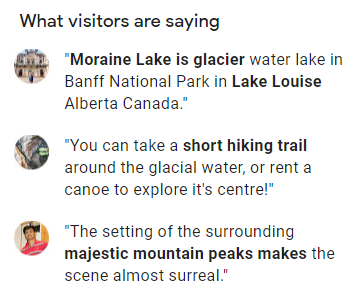 What visitors are saying
"Moraine Lake is glacier water lake in
Banff National Park in Lake Louise
Alberta Canada."
"You can take a short hiking trail
around the glacial water, or rent a
canoe to explore it's centre!"
"The setting of the surrounding
majestic mountain peaks makes the
scene almost surreal."